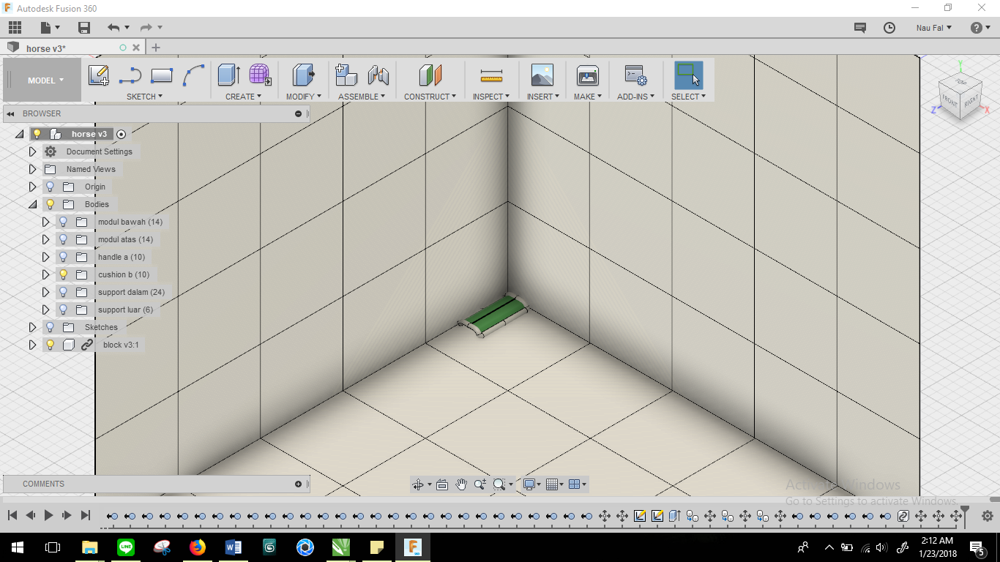 Autodesk Fusion 360
Nau Fal
horse v3*
MODEL
SKETCH
CREATE
MODIFY
ASSEMBLE
CONSTRUCT
INSPECT
INSERT
MAKE
ADD-INS
SELECT
BROWSER
horse v3
Document Settings
Named Views
Origin
Bodies
modul bawah (14)
modul atas (14)
handle a (10)
cushion b (10)
support dalam (24)
support luar (6)
Sketches
block v3:1
Y
TOP
FRONT
RIGHT
Z
X
COMMENTS
Activate Windows
Go to Settings to activate Windows.
LINE
2:12 AM
1/23/2018
5